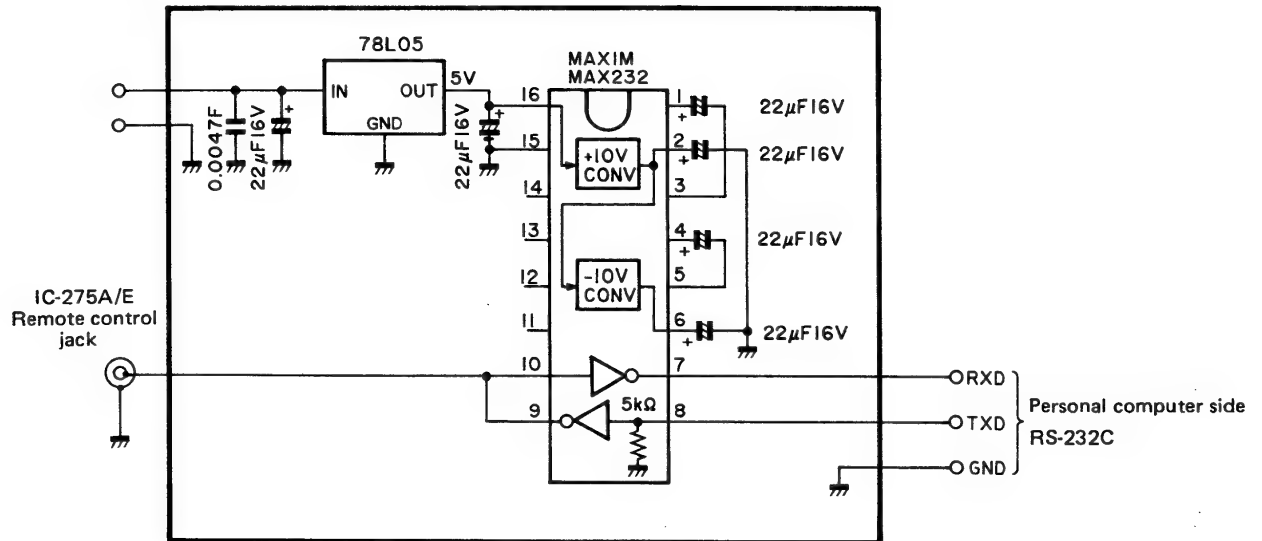 78L05
IN
OUT
GND
5V
0.0047F
22μF16V
+
22μF16V
+
MAXIM
MAX232
16
15
14
13
12
11
10
9
+10V
CONV
-10V
CONV
5kΩ
1
2
3
4
5
6
7
8
+
22μF16V
+
22μF16V
+
22μF16V
+
22μF16V
IC-275A/E
Remote control
jack
RXD
TXD
GND
Personal computer side
RS-232C